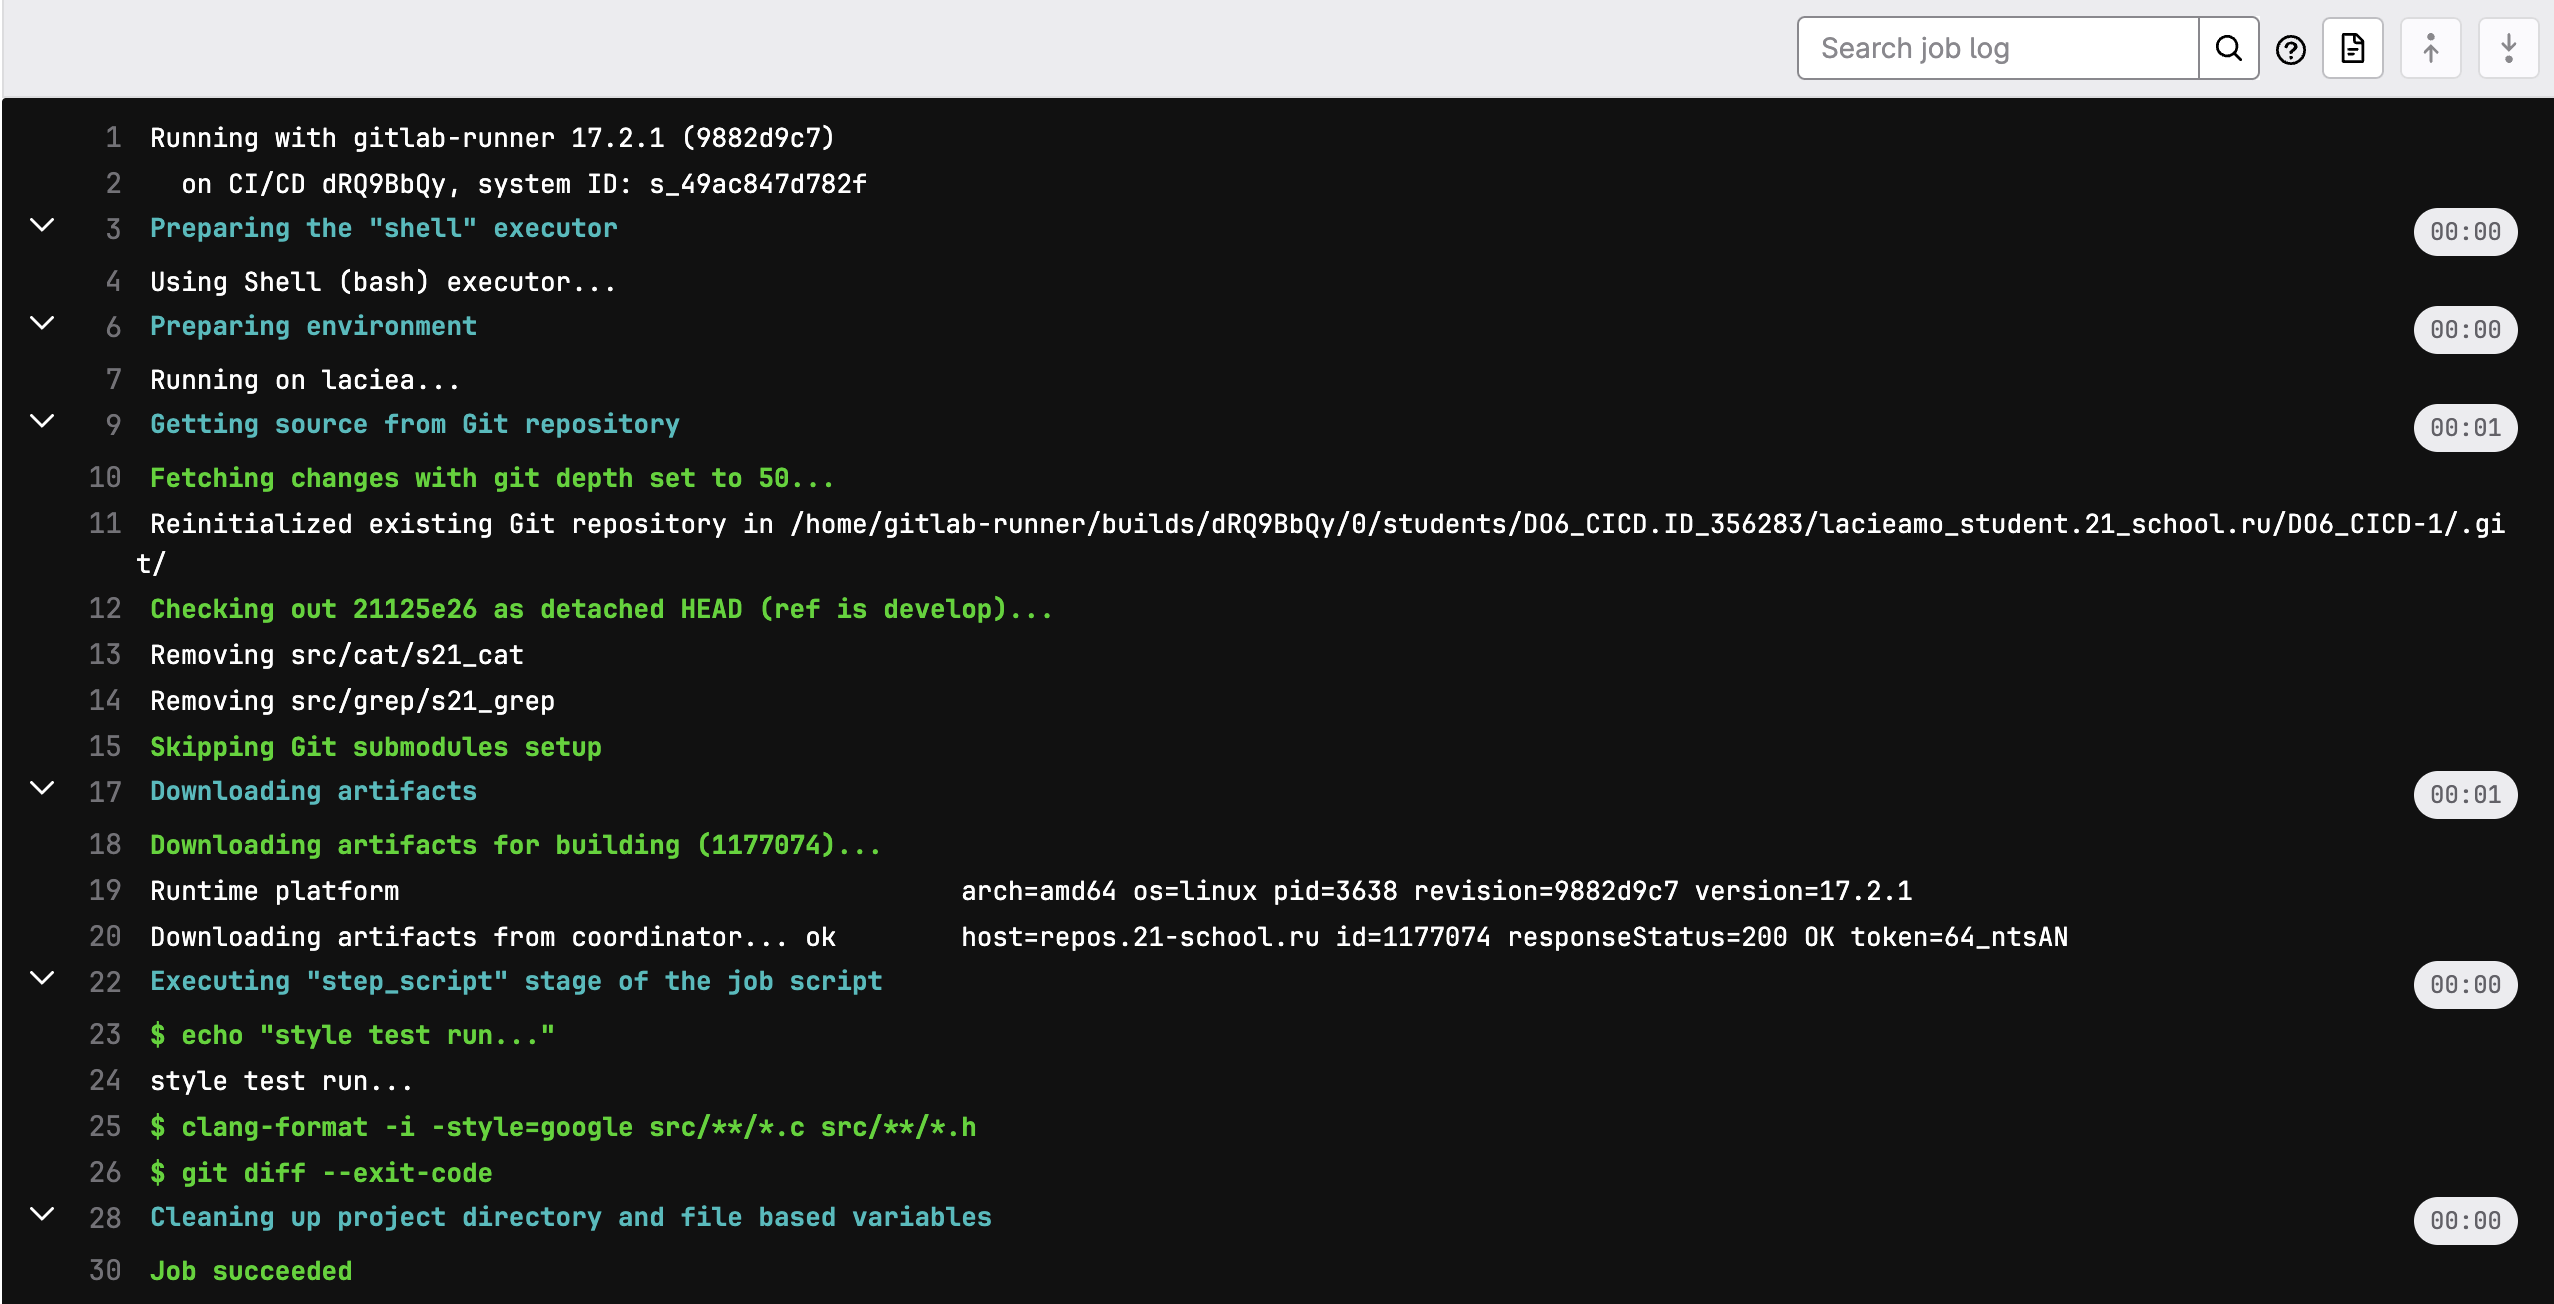 Search job log
1 Running with gitlab-runner 17.2.1 (9882d9c7)
2   on CI/CD dRQ9BbQy, system ID: s_49ac847d782f
3 Preparing the "shell" executor 00:00
4 Using Shell (bash) executor...
6 Preparing environment 00:00
7 Running on laciea...
9 Getting source from Git repository 00:01
10 Fetching changes with git depth set to 50...
11 Reinitialized existing Git repository in /home/gitlab-runner/builds/dRQ9BbQy/0/students/DO6_CICD.ID_356283/lacieamo_student.21_school.ru/DO6_CICD-1/.gi
t/
12 Checking out 21125e26 as detached HEAD (ref is develop)...
13 Removing src/cat/s21_cat
14 Removing src/grep/s21_grep
15 Skipping Git submodules setup
17 Downloading artifacts 00:01
18 Downloading artifacts for building (1177074)...
19 Runtime platform                                    arch=amd64 os=linux pid=3638 revision=9882d9c7 version=17.2.1
20 Downloading artifacts from coordinator... ok        host=repos.21-school.ru id=1177074 responseStatus=200 OK token=64_ntsAN
22 Executing "step_script" stage of the job script 00:00
23 $ echo "style test run..."
24 style test run...
25 $ clang-format -i -style=google src/**/*.c src/**/*.h
26 $ git diff --exit-code
28 Cleaning up project directory and file based variables 00:00
30 Job succeeded